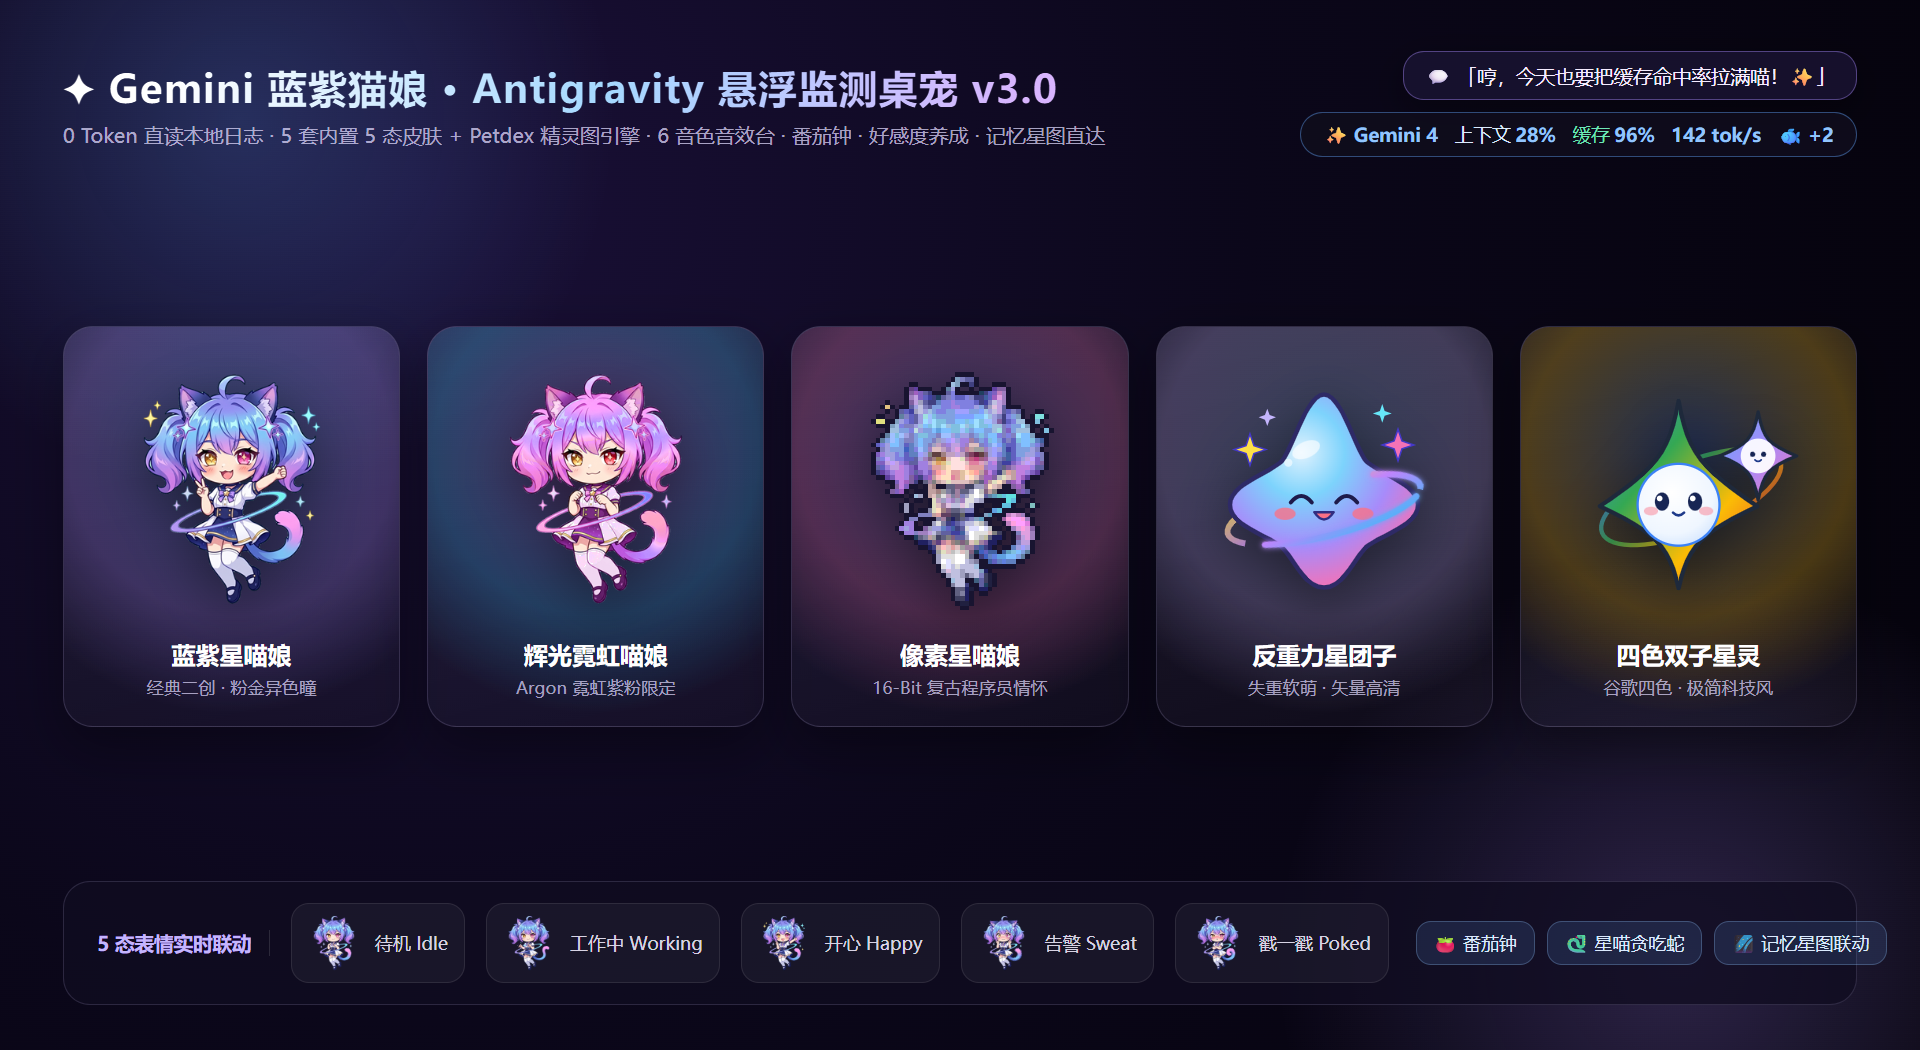 ✦ Gemini 蓝紫猫娘 • Antigravity 悬浮监测桌宠 v3.0
0 Token 直读本地日志 · 5 套内置 5 态皮肤 + Petdex 精灵图引擎 · 6 音色音效台 · 番茄钟 · 好感度养成 · 记忆星图直达
💬 「哼，今天也要把缓存命中率拉满喵！✨」
✨ Gemini 4 上下文 28% 缓存 96% 142 tok/s 🐟 +2
蓝紫星喵娘
经典二创 · 粉金异色瞳
辉光霓虹喵娘
Argon 霓虹紫粉限定
像素星喵娘
16-Bit 复古程序员情怀
反重力星团子
失重软萌 · 矢量高清
四色双子星灵
谷歌四色 · 极简科技风
5 态表情实时联动
待机 Idle
工作中 Working
开心 Happy
告警 Sweat
戳一戳 Poked
🍅 番茄钟
🐍 星喵贪吃蛇
🌌 记忆星图联动